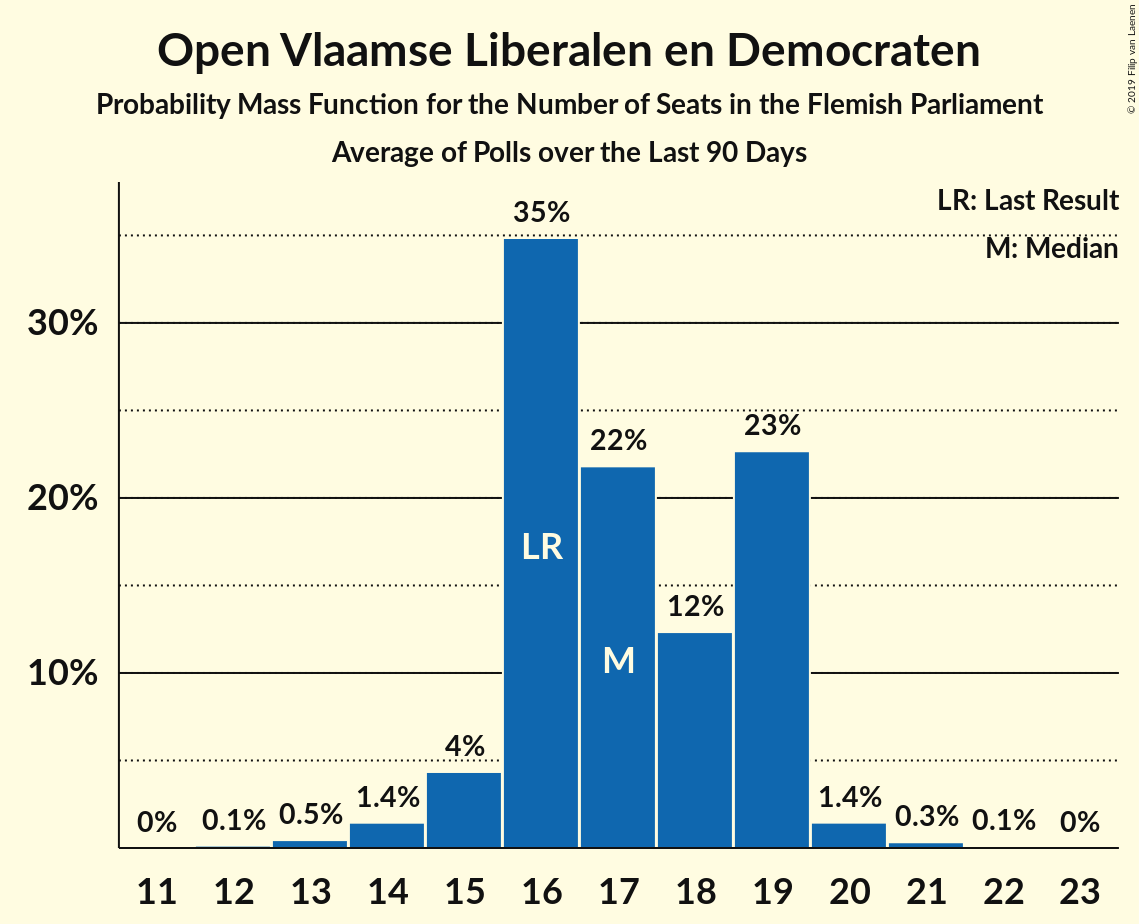 Open Vlaamse Liberalen en Democraten
Probability Mass Function for the Number of Seats in the Flemish Parliament
Average of Polls over the Last 90 Days
© 2019 Filip van Laenen
LR: Last Result
M: Median
30%
20%
10%
0%
0.1%
0.5%
1.4%
4%
35%
22%
12%
23%
1.4%
0.3%
0.1%
0%
LR
M
11 12 13 14 15 16 17 18 19 20 21 22 23